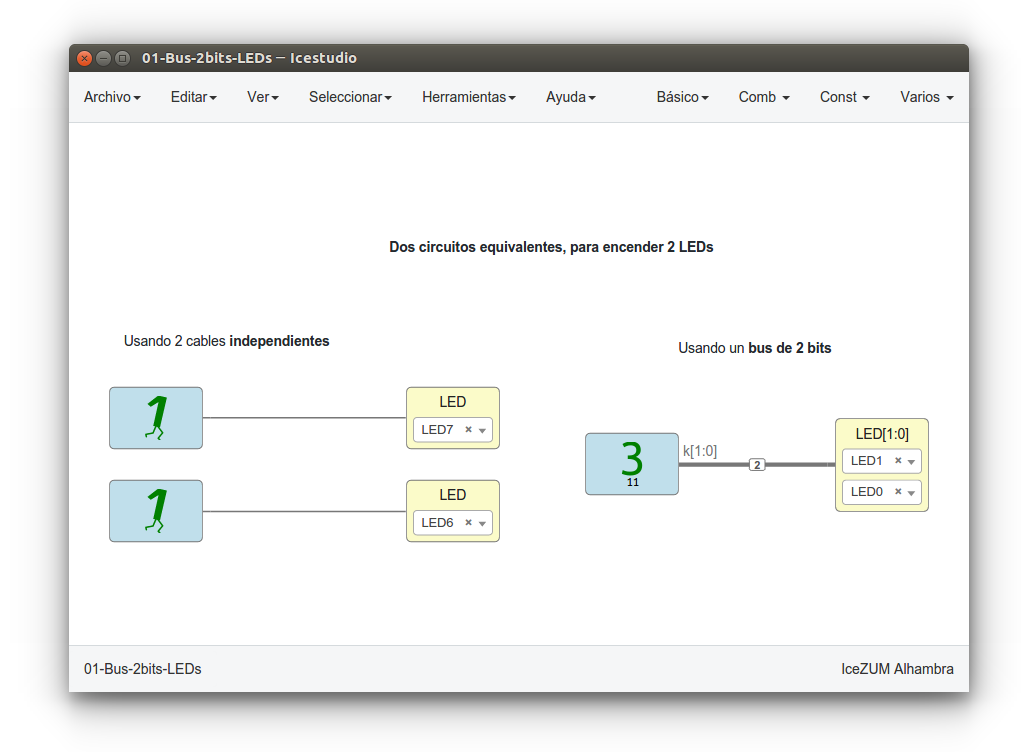 01-Bus-2bits-LEDs — Icestudio
Archivo Editar Ver Seleccionar Herramientas Ayuda Básico Comb Const Varios
Dos circuitos equivalentes, para encender 2 LEDs
Usando 2 cables independientes
Usando un bus de 2 bits
1
LED
LED7
1
LED
LED6
3
11
k[1:0]
2
LED[1:0]
LED1
LED0
01-Bus-2bits-LEDs
IceZUM Alhambra